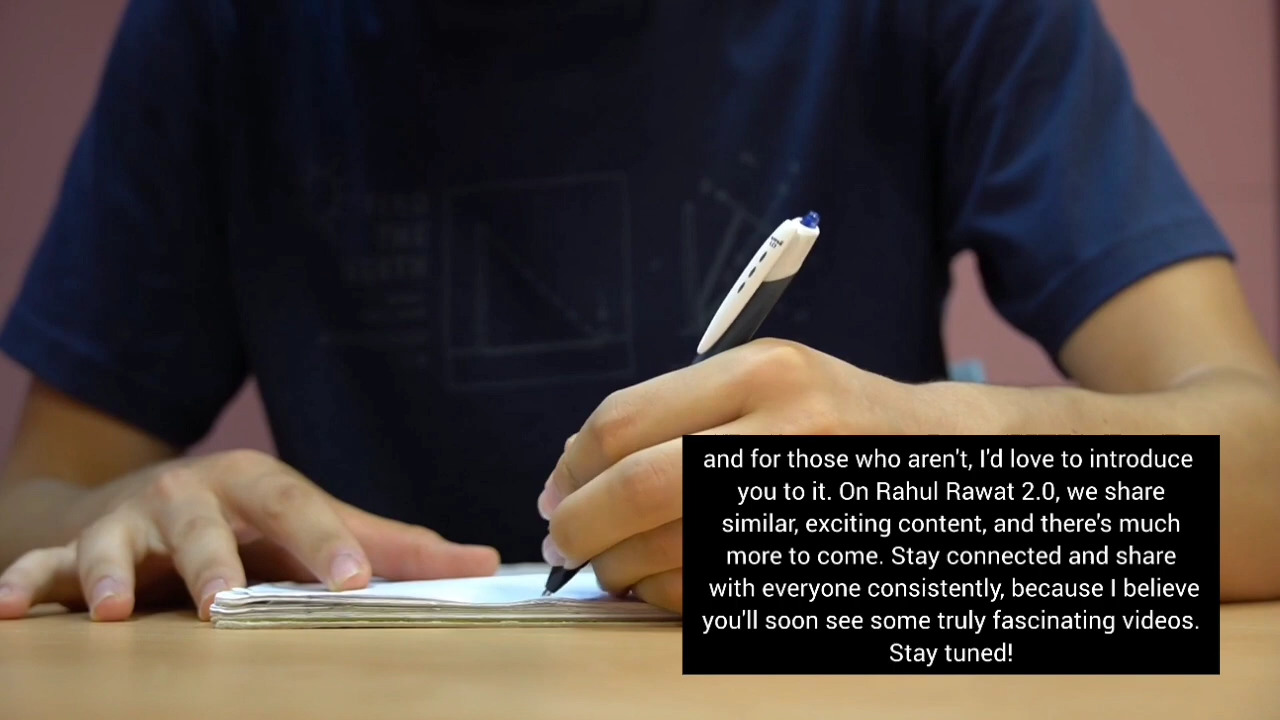 and for those who aren't, I'd love to introduce
you to it. On Rahul Rawat 2.0, we share
similar, exciting content, and there's much
more to come. Stay connected and share
with everyone consistently, because I believe
you'll soon see some truly fascinating videos.
Stay tuned!